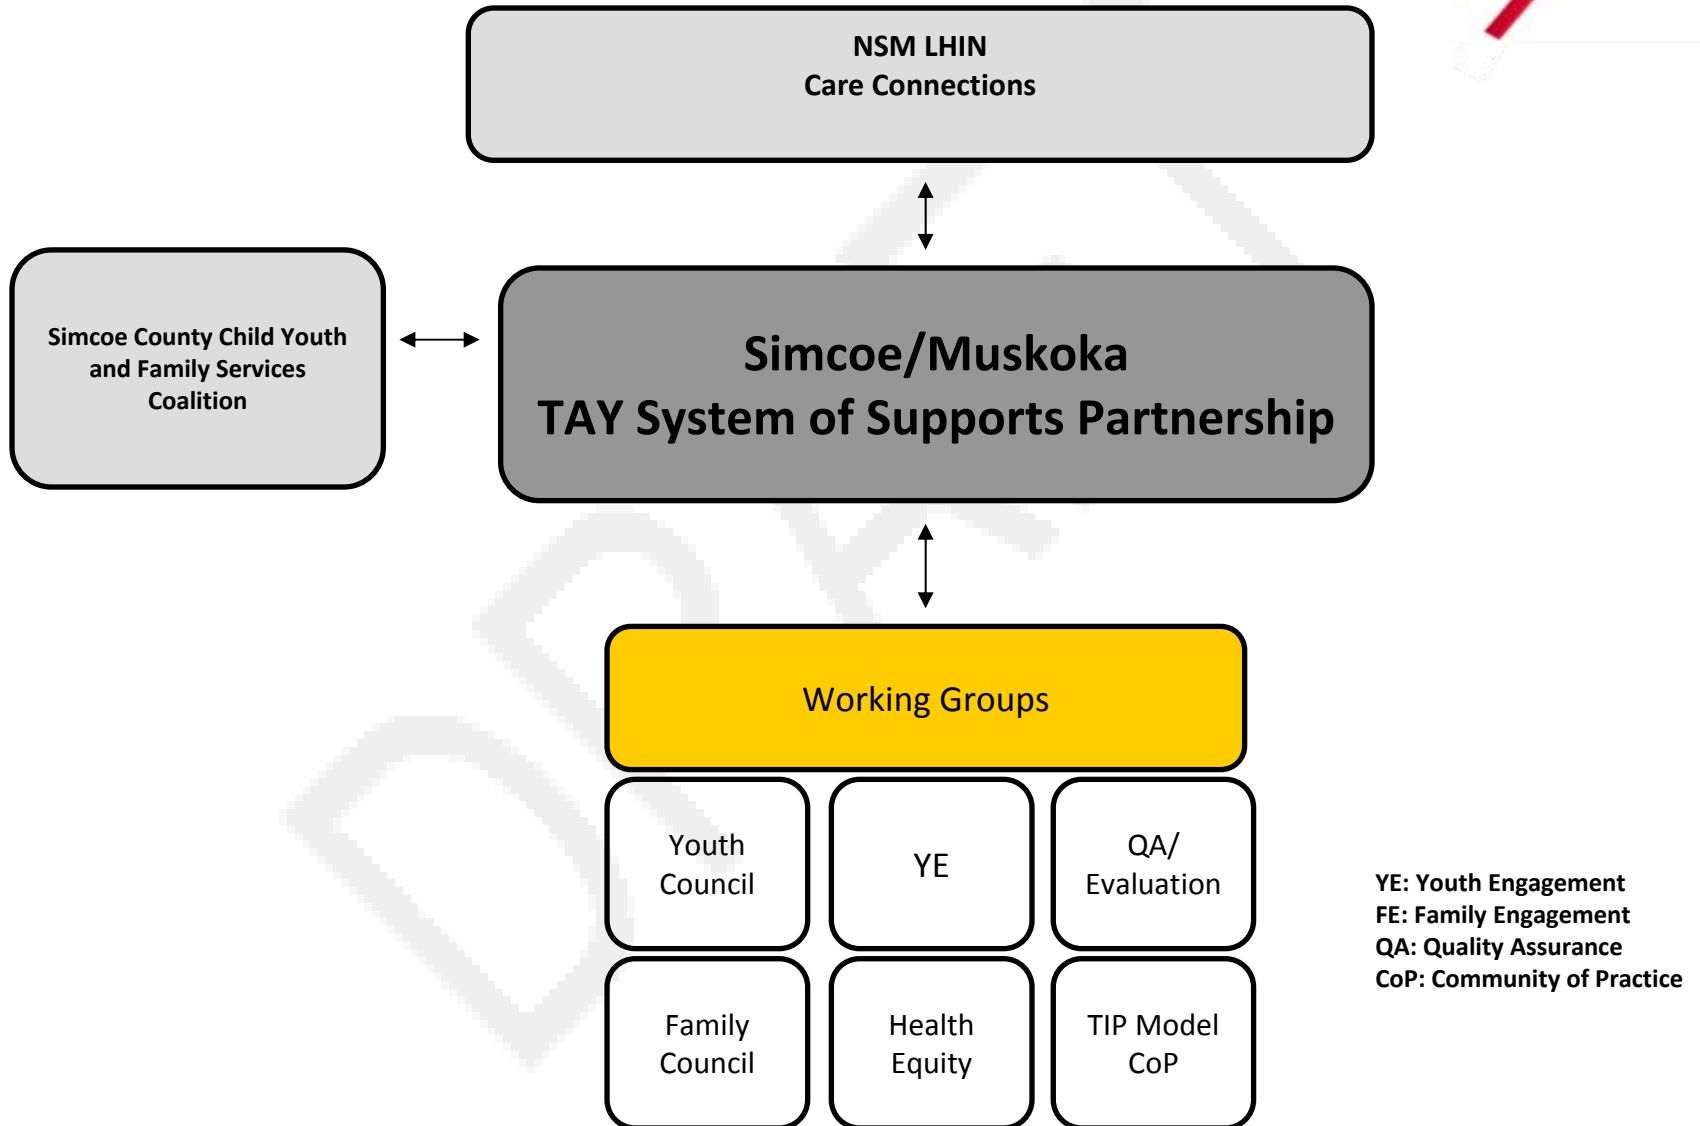 NSM LHIN
Care Connections
Simcoe County Child Youth
and Family Services
Coalition
Simcoe/Muskoka
TAY System of Supports Partnership
Working Groups
Youth
Council
YE
QA/
Evaluation
Family
Council
Health
Equity
TIP Model
CoP
YE: Youth Engagement
FE: Family Engagement
QA: Quality Assurance
CoP: Community of Practice